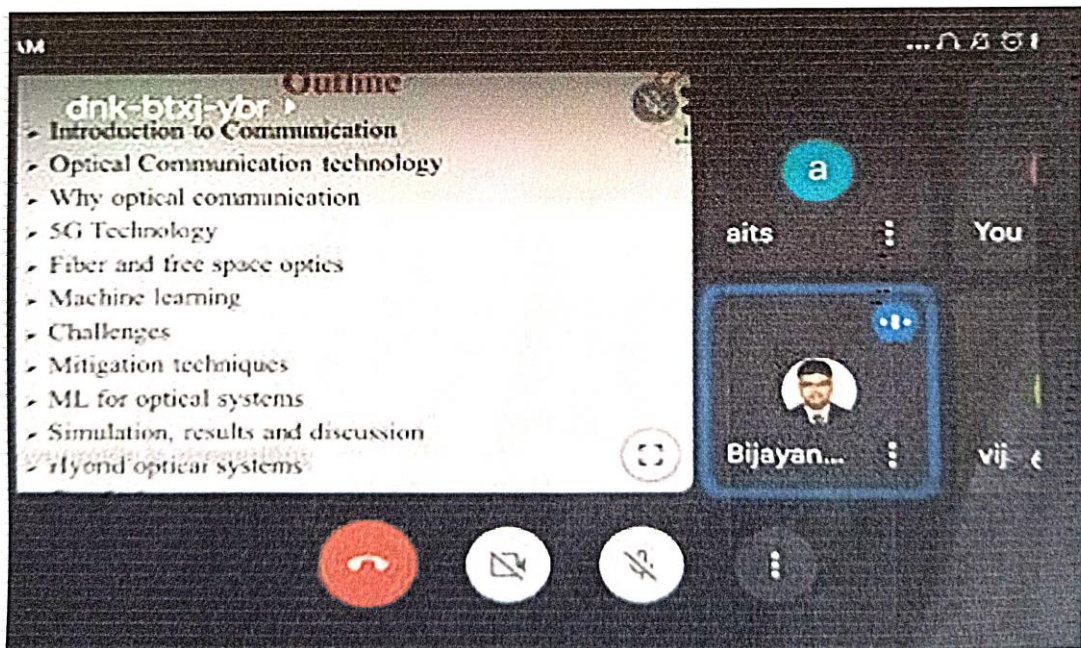 AM
Outline
dnk-btxj-ybr
Introduction to Communication
Optical Communication technology
Why optical communication
5G Technology
Fiber and free space optics
Machine learning
Challenges
Mitigation techniques
ML for optical systems
Simulation, results and discussion
Hybrid optical systems
a
aits
You
Bijayan...
vij